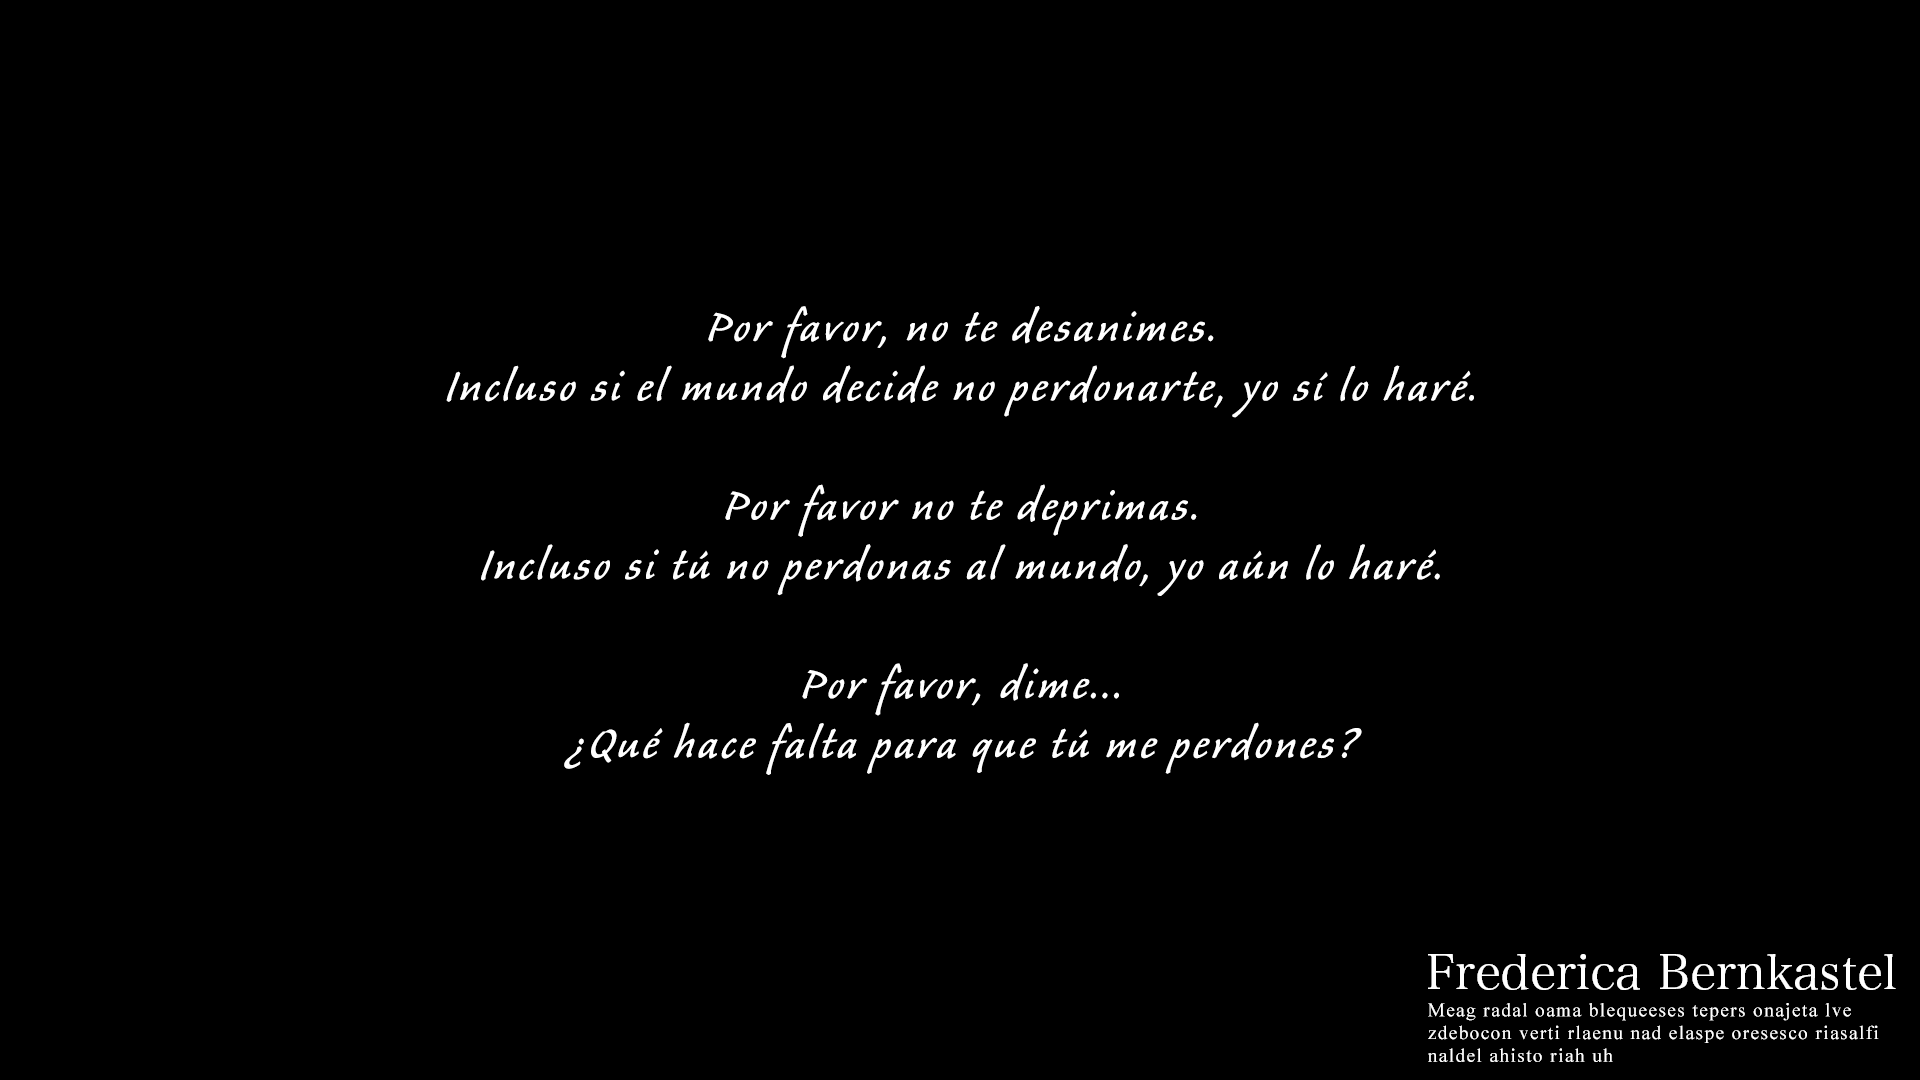 Por favor, no te desanimes.
Incluso si el mundo decide no perdonarte, yo sí lo haré.
Por favor no te deprimas.
Incluso si tú no perdonas al mundo, yo aún lo haré.
Por favor, dime...
¿Qué hace falta para que tú me perdones?
Frederica Bernkastel
Meag radal oama blequeeses tepers onajeta lve
zdebocon verti rlaenu nad elaspe oresesco riasalfi
naldel ahisto riah uh